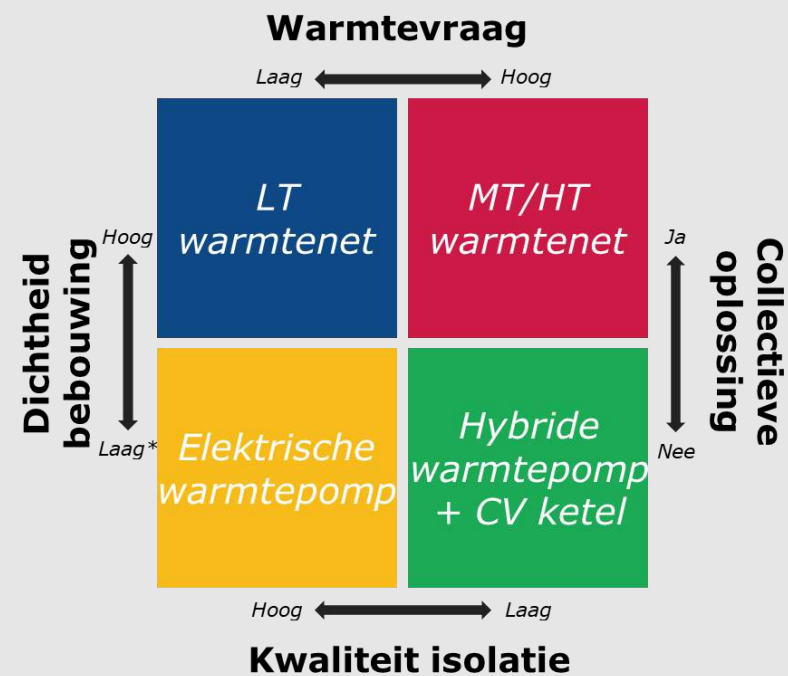 Warmtevraag
Laag
Hoog
LT
warmtenet
MT/HT
warmtenet
Hoog
Dichtheid
bebouwing
Laag*
Ja
Collectieve
oplossing
Nee
Elektrische
warmtepomp
Hybride
warmtepomp
+ CV ketel
Hoog
Laag
Kwaliteit isolatie